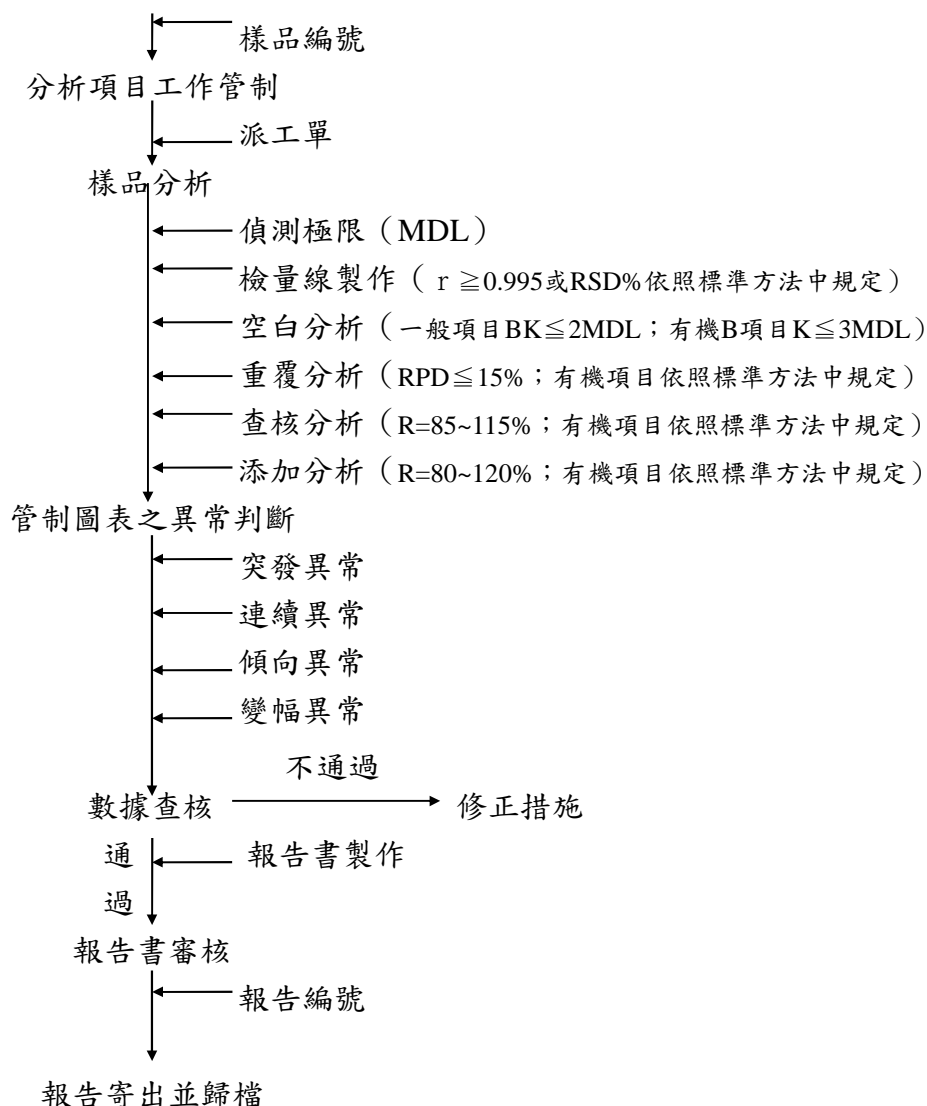 樣品編號
分析項目工作管制
派工單
樣品分析
偵測極限（MDL）
檢量線製作（ｒ≧0.995或RSD%依照標準方法中規定）
空白分析（一般項目BK≦2MDL；有機B項目K≦3MDL）
重覆分析（RPD≦15%；有機項目依照標準方法中規定）
查核分析（R=85~115%；有機項目依照標準方法中規定）
添加分析（R=80~120%；有機項目依照標準方法中規定）
管制圖表之異常判斷
突發異常
連續異常
傾向異常
變幅異常
不通過
數據查核
修正措施
通
報告書製作
過
報告書審核
報告編號
報告寄出並歸檔